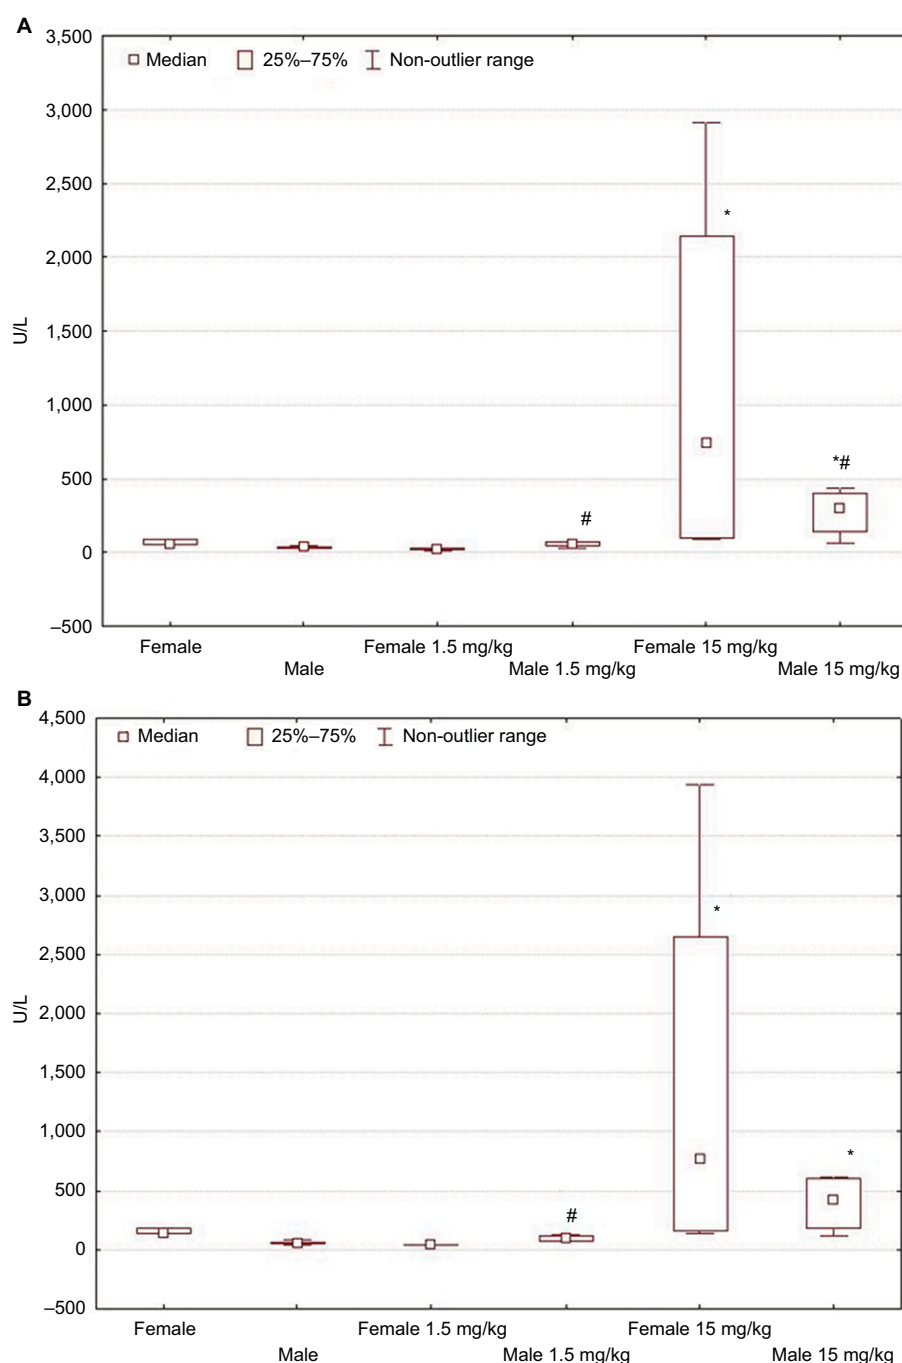 A
3,500
Median 25%–75% Non-outlier range
3,000
2,500
*
2,000
U/L
1,500
1,000
500
*#
#
0
–500
Female Female 1.5 mg/kg Female 15 mg/kg
Male Male 1.5 mg/kg Male 15 mg/kg
B
4,500
Median 25%–75% Non-outlier range
4,000
3,500
3,000
*
2,500
U/L
2,000
1,500
1,000
*
500
#
0
–500
Female Female 1.5 mg/kg Female 15 mg/kg
Male Male 1.5 mg/kg Male 15 mg/kg